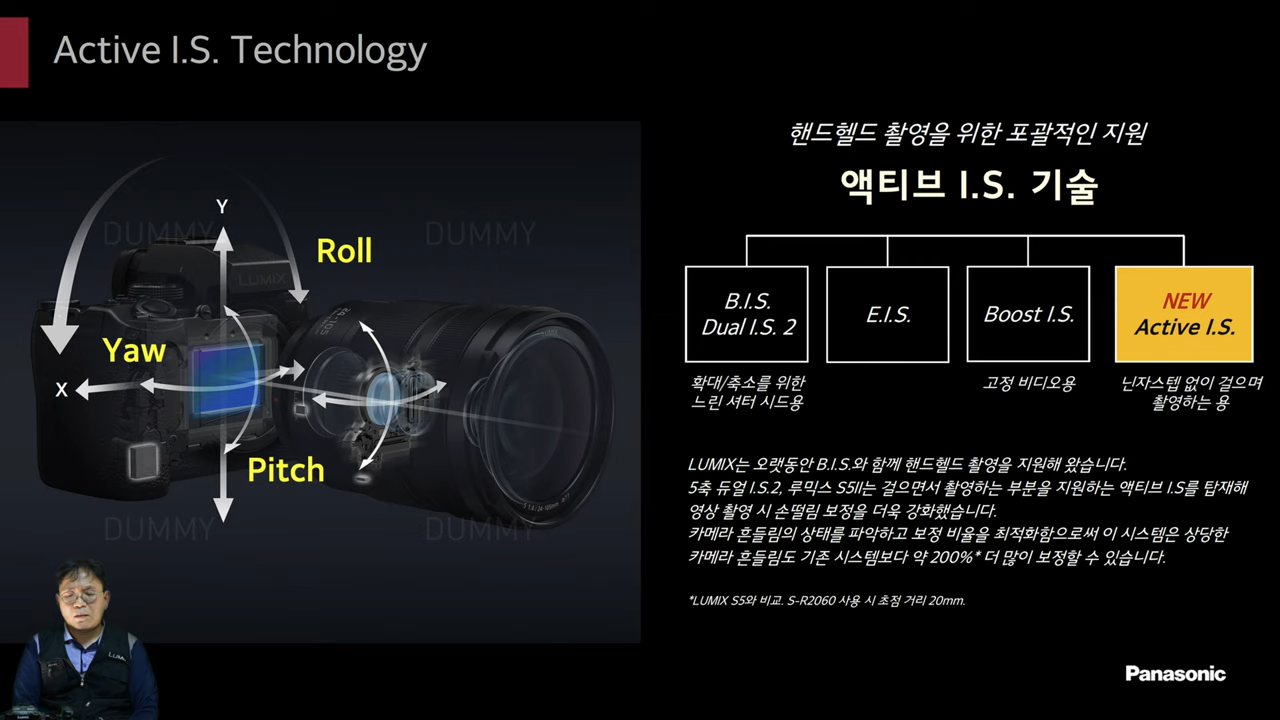 Active I.S. Technology
핸드헬드 촬영을 위한 포괄적인 지원
액티브 I.S. 기술
B.I.S.
Dual I.S. 2
E.I.S.
Boost I.S.
NEW
Active I.S.
확대/축소를 위한
느린 셔터 시드용
고정 비디오용
닌자스텝 없이 걸으며
촬영하는 용
LUMIX는 오랫동안 B.I.S.와 함께 핸드헬드 촬영을 지원해 왔습니다.
5축 듀얼 I.S.2, 루믹스 S5II는 걸으면서 촬영하는 부분을 지원하는 액티브 I.S를 탑재해
영상 촬영 시 손떨림 보정을 더욱 강화했습니다.
카메라 흔들림의 상태를 파악하고 보정 비율을 최적화함으로써 이 시스템은 상당한
카메라 흔들림도 기존 시스템보다 약 200%* 더 많이 보정할 수 있습니다.
*LUMIX S5와 비교. S-R2060 사용 시 초점 거리 20mm.
Panasonic
Y
DUMMY
DUMMY
Roll
LUMIX
Yaw
X
Pitch
DUMMY
DUMMY